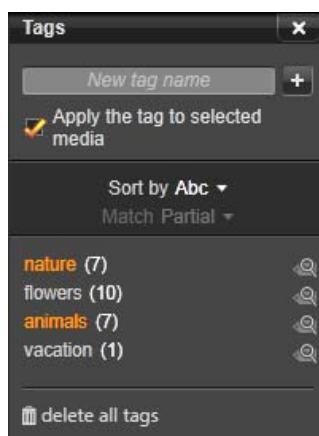 Tags
New tag name
Apply the tag to selected
media
Sort by Abc
Match Partial
nature (7)
flowers (10)
animals (7)
vacation (1)
delete all tags